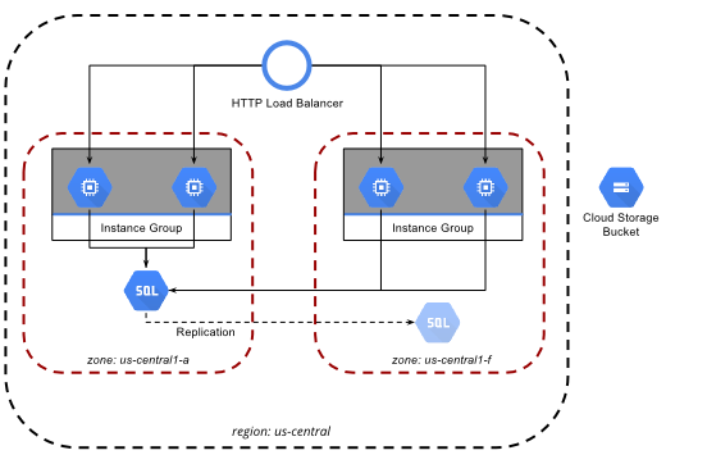 HTTP Load Balancer
Instance Group
Instance Group
Cloud Storage
Bucket
SQL
SQL
Replication
zone: us-central1-a
zone: us-central1-f
region: us-central